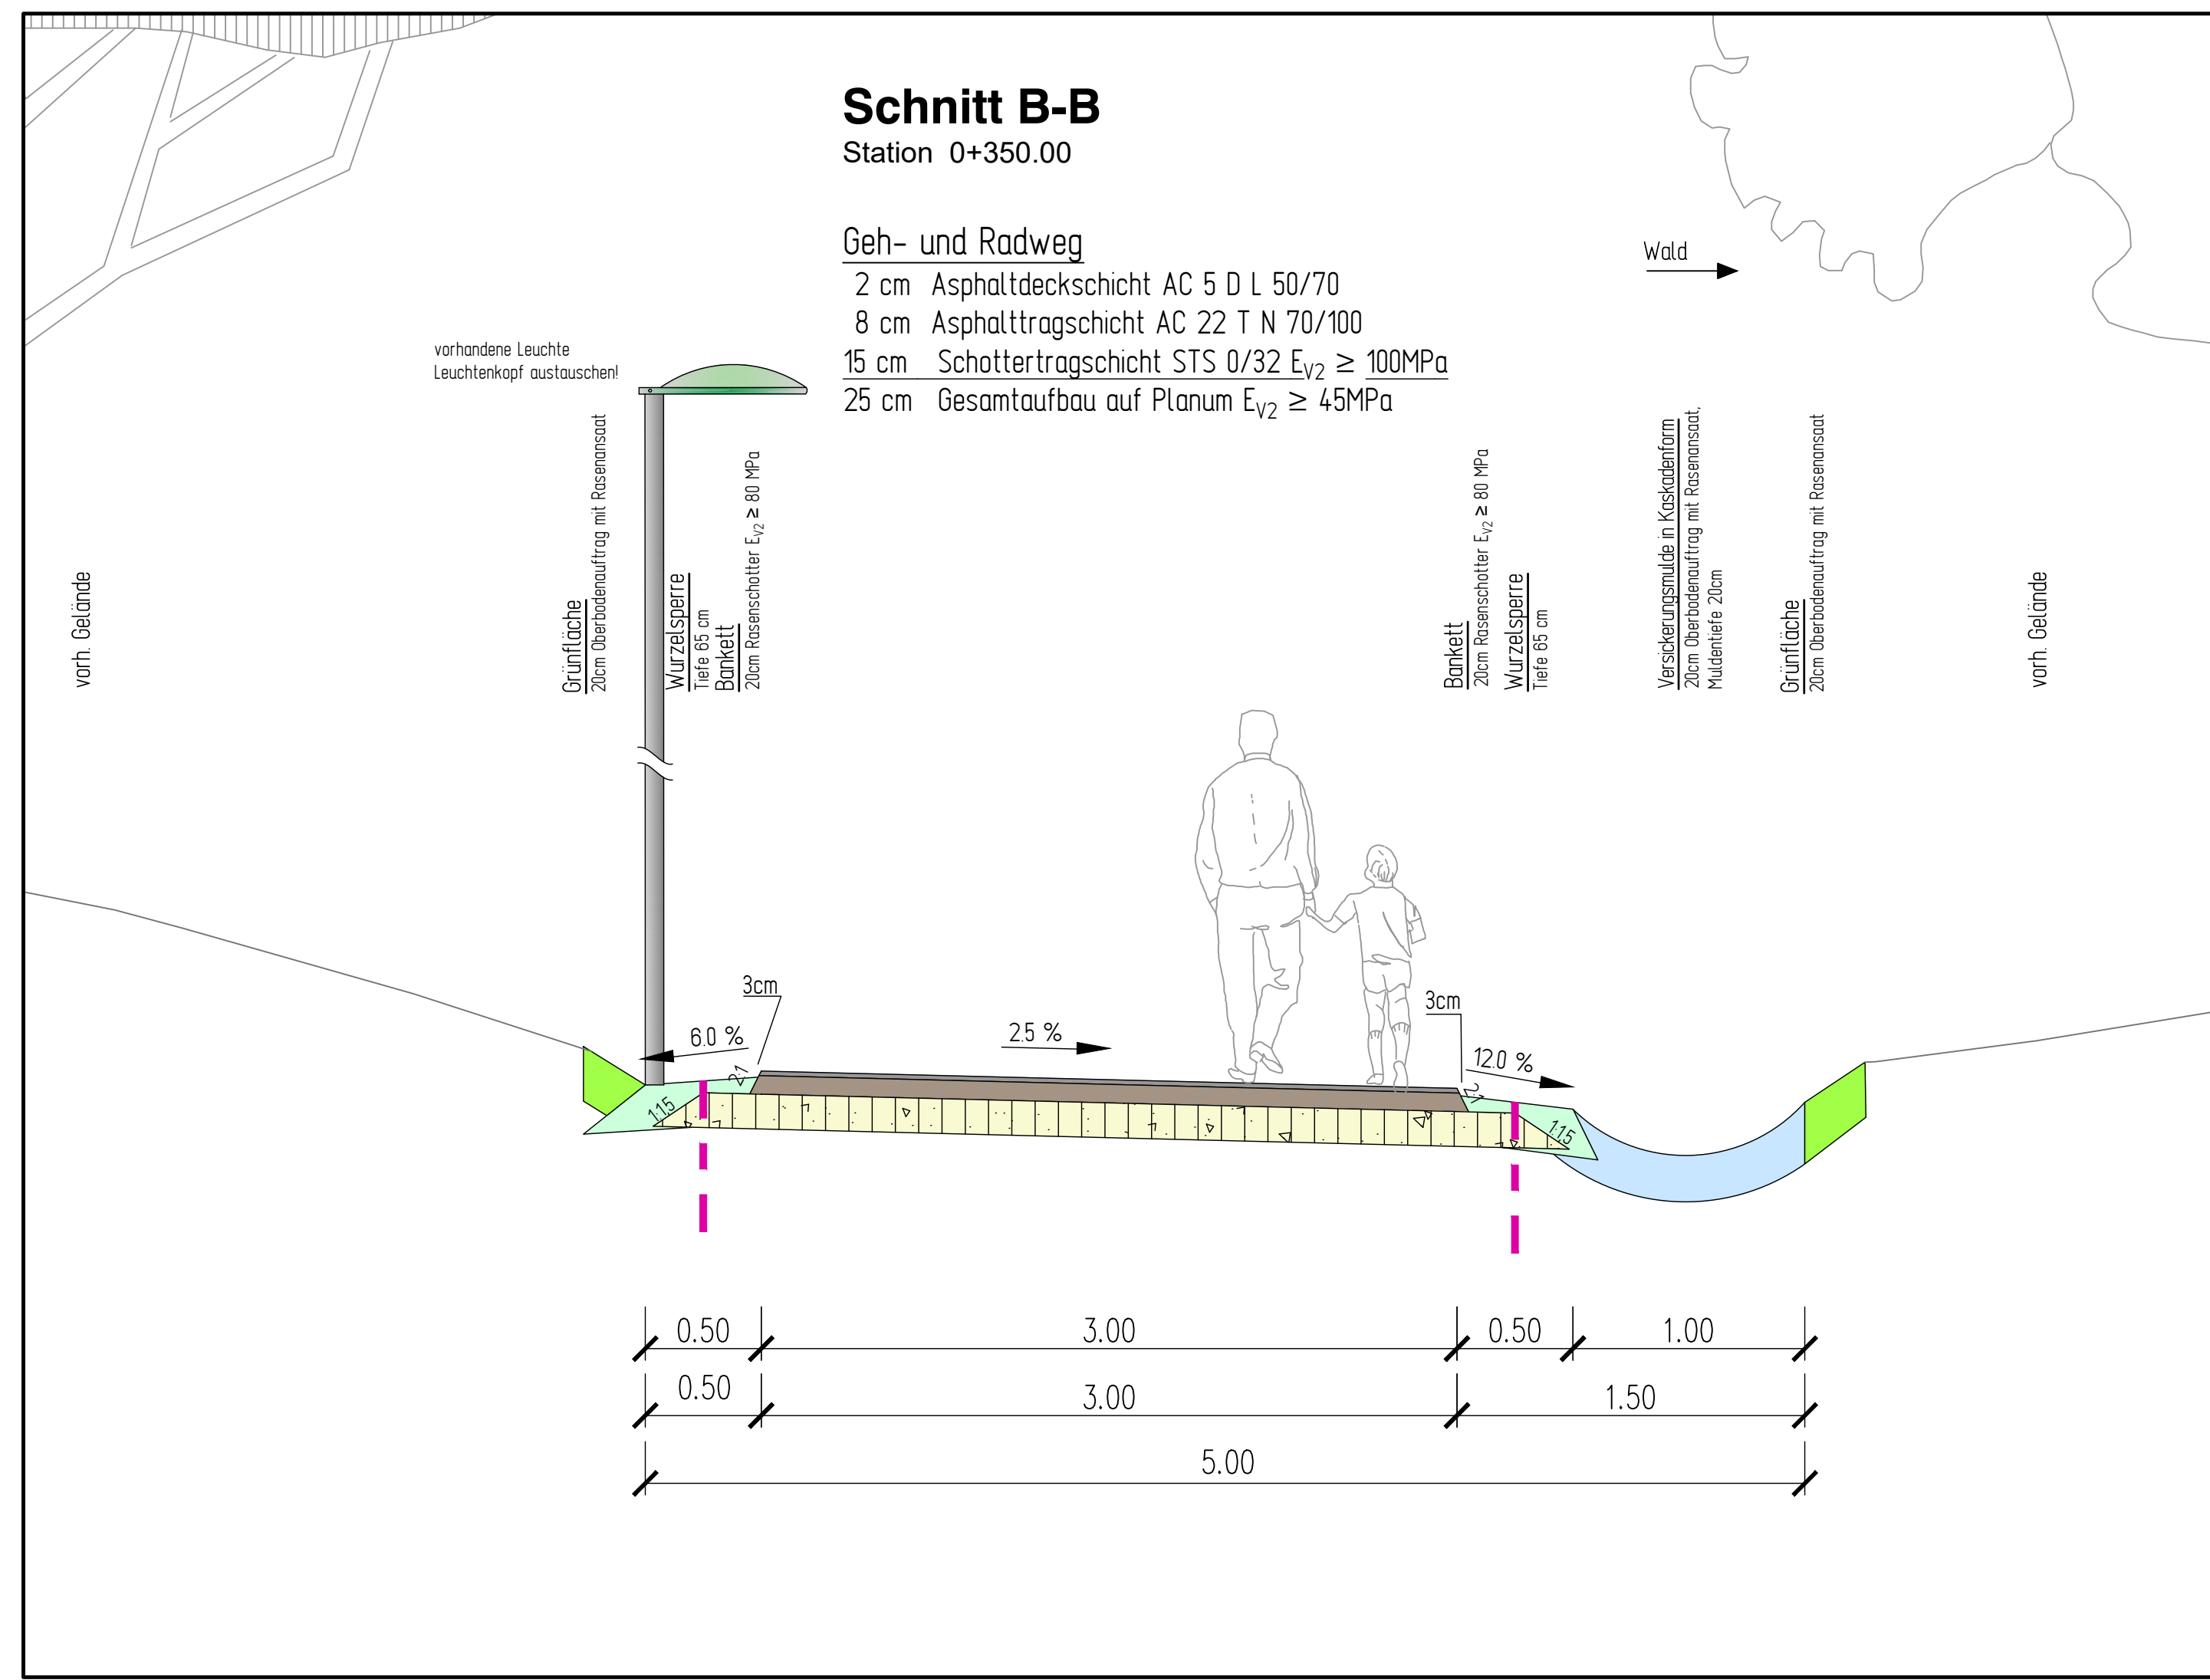 Schnitt B-B
Station 0+350.00
Geh- und Radweg
2 cm Asphaltdeckschicht AC 5 D L 50/70
8 cm Asphalttragschicht AC 22 T N 70/100
15 cm Schottertragschicht STS 0/32 EV2 ≥ 100MPa
25 cm Gesamtaufbau auf Planum EV2 ≥ 45MPa
Wald
vorhandene Leuchte
Leuchtenkopf austauschen!
vorh. Gelände
Grünfläche
20cm Oberbodenauftrag mit Rasenansaat
Wurzelsperre
Tiefe 65 cm
Bankett
20cm Rasenschotter EV2 ≥ 80 MPa
Bankett
20cm Rasenschotter EV2 ≥ 80 MPa
Wurzelsperre
Tiefe 65 cm
Versickerungsmulde in Kaskadenform
20cm Oberbodenauftrag mit Rasenansaat,
Muldentiefe 20cm
Grünfläche
20cm Oberbodenauftrag mit Rasenansaat
vorh. Gelände
3cm
6.0 %
2.5 %
3cm
12.0 %
2:1
1:1.5
2:1
1:1.5
0.50 3.00 0.50 1.00
0.50 3.00 1.50
5.00